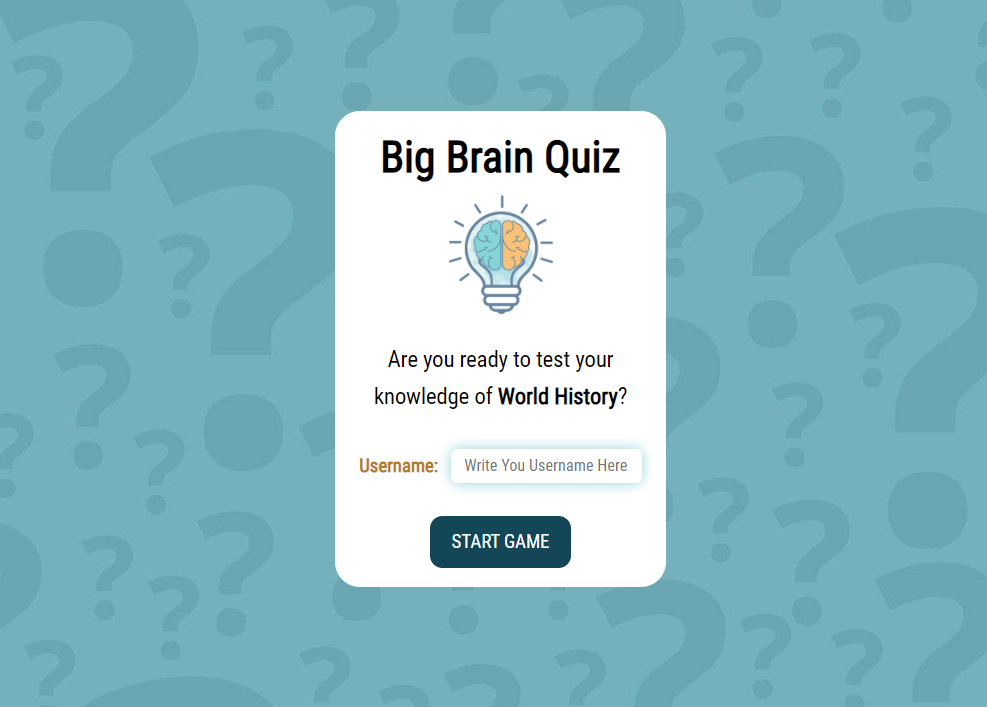 Big Brain Quiz
Are you ready to test your
knowledge of World History?
Username: Write You Username Here
START GAME